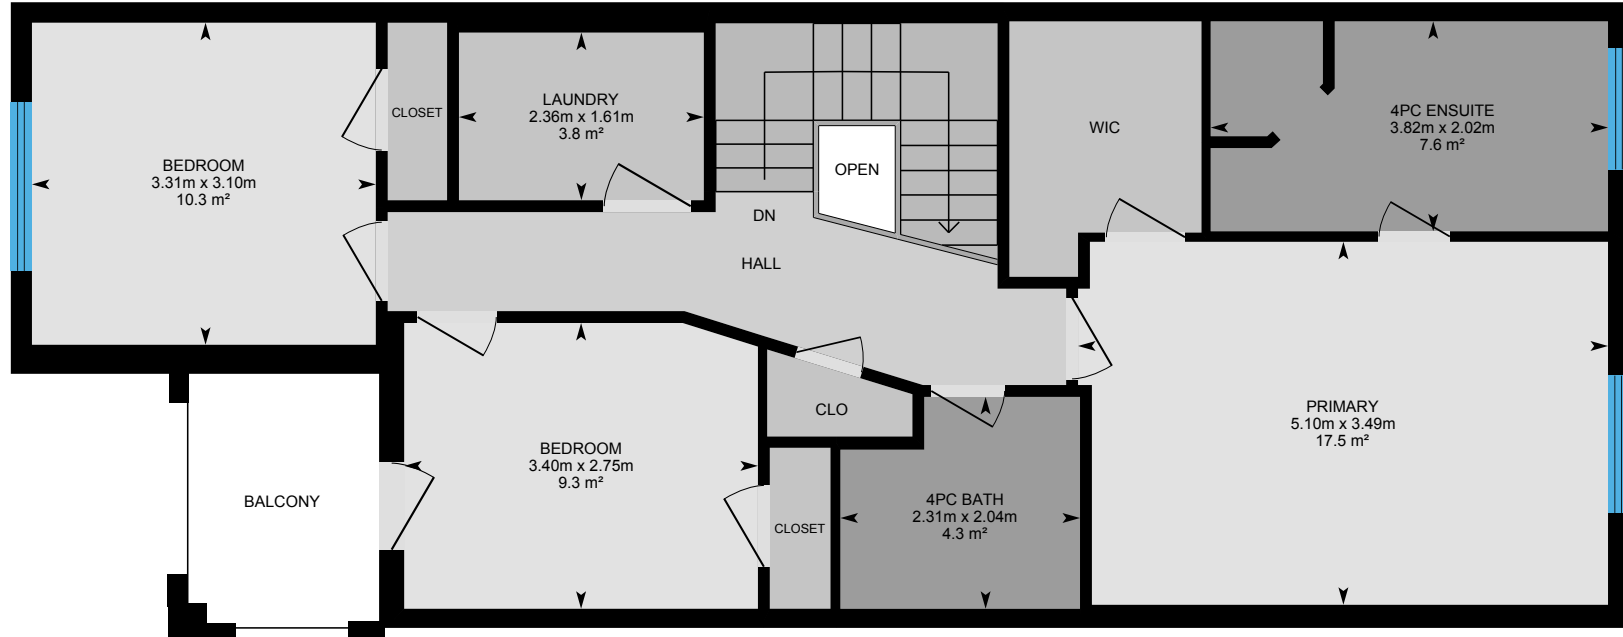 LAUNDRY
2.36m x 1.61m
3.8 m²
CLOSET
4PC ENSUITE
3.82m x 2.02m
7.6 m²
WIC
BEDROOM
3.31m x 3.10m
10.3 m²
OPEN
DN
HALL
PRIMARY
5.10m x 3.49m
17.5 m²
CLO
BEDROOM
3.40m x 2.75m
9.3 m²
BALCONY
4PC BATH
2.31m x 2.04m
4.3 m²
CLOSET